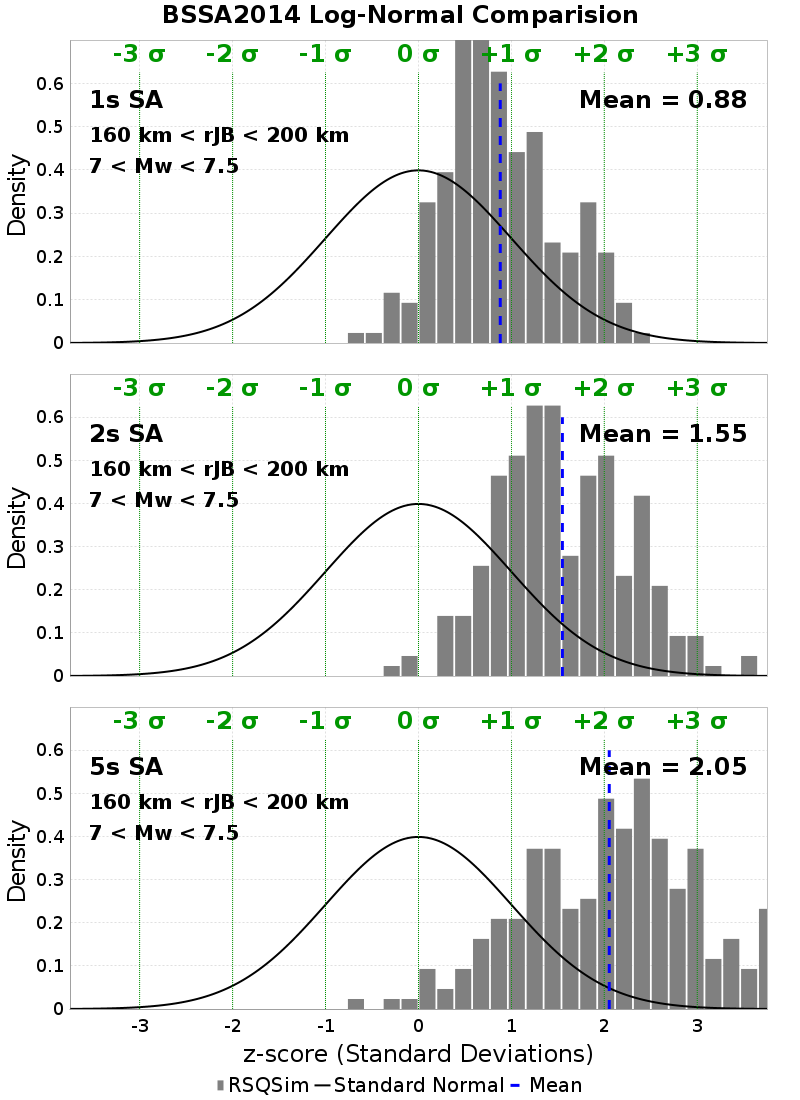 BSSA2014 Log-Normal Comparision
-3 σ -2 σ -1 σ 0 σ +1 σ +2 σ +3 σ
1s SA Mean = 0.88
160 km < rJB < 200 km
7 < Mw < 7.5
Density
0.6
0.5
0.4
0.3
0.2
0.1
0
-3 σ -2 σ -1 σ 0 σ +1 σ +2 σ +3 σ
2s SA Mean = 1.55
160 km < rJB < 200 km
7 < Mw < 7.5
Density
0.6
0.5
0.4
0.3
0.2
0.1
0
-3 σ -2 σ -1 σ 0 σ +1 σ +2 σ +3 σ
5s SA Mean = 2.05
160 km < rJB < 200 km
7 < Mw < 7.5
Density
0.6
0.5
0.4
0.3
0.2
0.1
0
-3 -2 -1 0 1 2 3
z-score (Standard Deviations)
RSQSim Standard Normal Mean